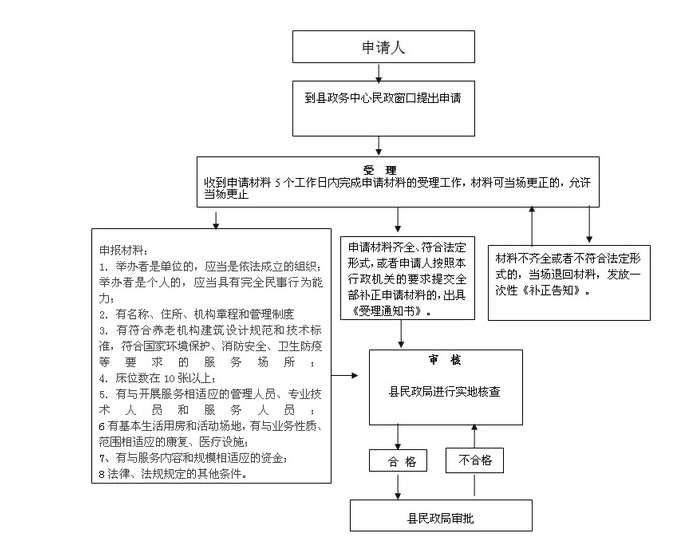 申请人
到县政务中心民政窗口提出申请
受 理
收到申请材料 5 个工作日内完成申请材料的受理工作，材料可当场更正的，允许
当场更止
申报材料：
1．举办者是单位的，应当是依法成立的组织；
举办者是个人的，应当具有完全民事行为能
力；
2．有名称、住所、机构章程和管理制度
3．有符合养老机构建筑设计规范和技术标
准，符合国家环境保护、消防安全、卫生防疫
等要求的服务场所；
4．床位数在 10 张以上；
5．有与开展服务相适应的管理人员、专业技
术人员和服务人员；
6 有基本生活用房和活动场地，有与业务性质、
范围相适应的康复、医疗设施；
7、有与服务内容和规模相适应的资金；
8 法律、法规规定的其他条件。
申请材料齐全、符合法定
形式，或者申请人按照本
行政机关的要求提交全
部补正申请材料的，出具
《受理通知书》。
材料不齐全或者不符合法定形
式的，当场退回材料，发放一
次性《补正告知》。
审 核
县民政局进行实地核查
合 格
不合格
县民政局审批